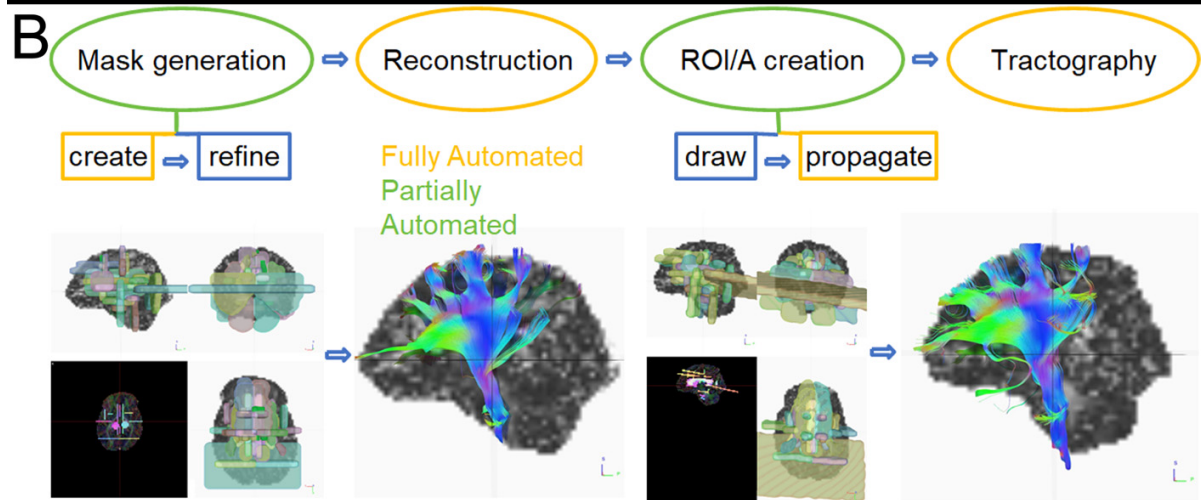 B
Mask generation
Reconstruction
ROI/A creation
Tractography
create
refine
draw
propagate
Fully Automated
Partially
Automated